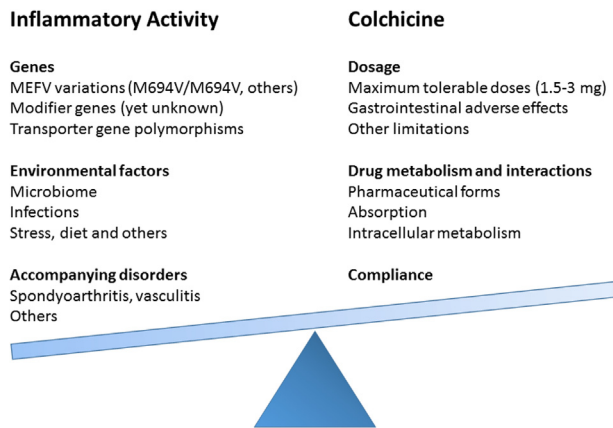 Inflammatory Activity
Genes
MEFV variations (M694V/M694V, others)
Modifier genes (yet unknown)
Transporter gene polymorphisms
Environmental factors
Microbiome
Infections
Stress, diet and others
Accompanying disorders
Spondyoarthritis, vasculitis
Others
Colchicine
Dosage
Maximum tolerable doses (1.5-3 mg)
Gastrointestinal adverse effects
Other limitations
Drug metabolism and interactions
Pharmaceutical forms
Absorption
Intracellular metabolism
Compliance